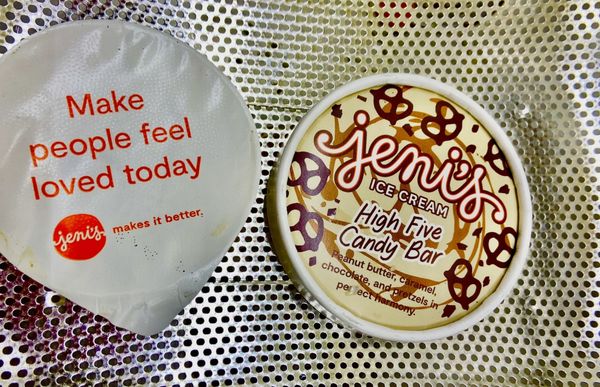 Make
people feel
loved today
jeni's makes it better.
jeni's
ICE CREAM
High Five
Candy Bar
Peanut butter, caramel,
chocolate, and pretzels in
perfect harmony.